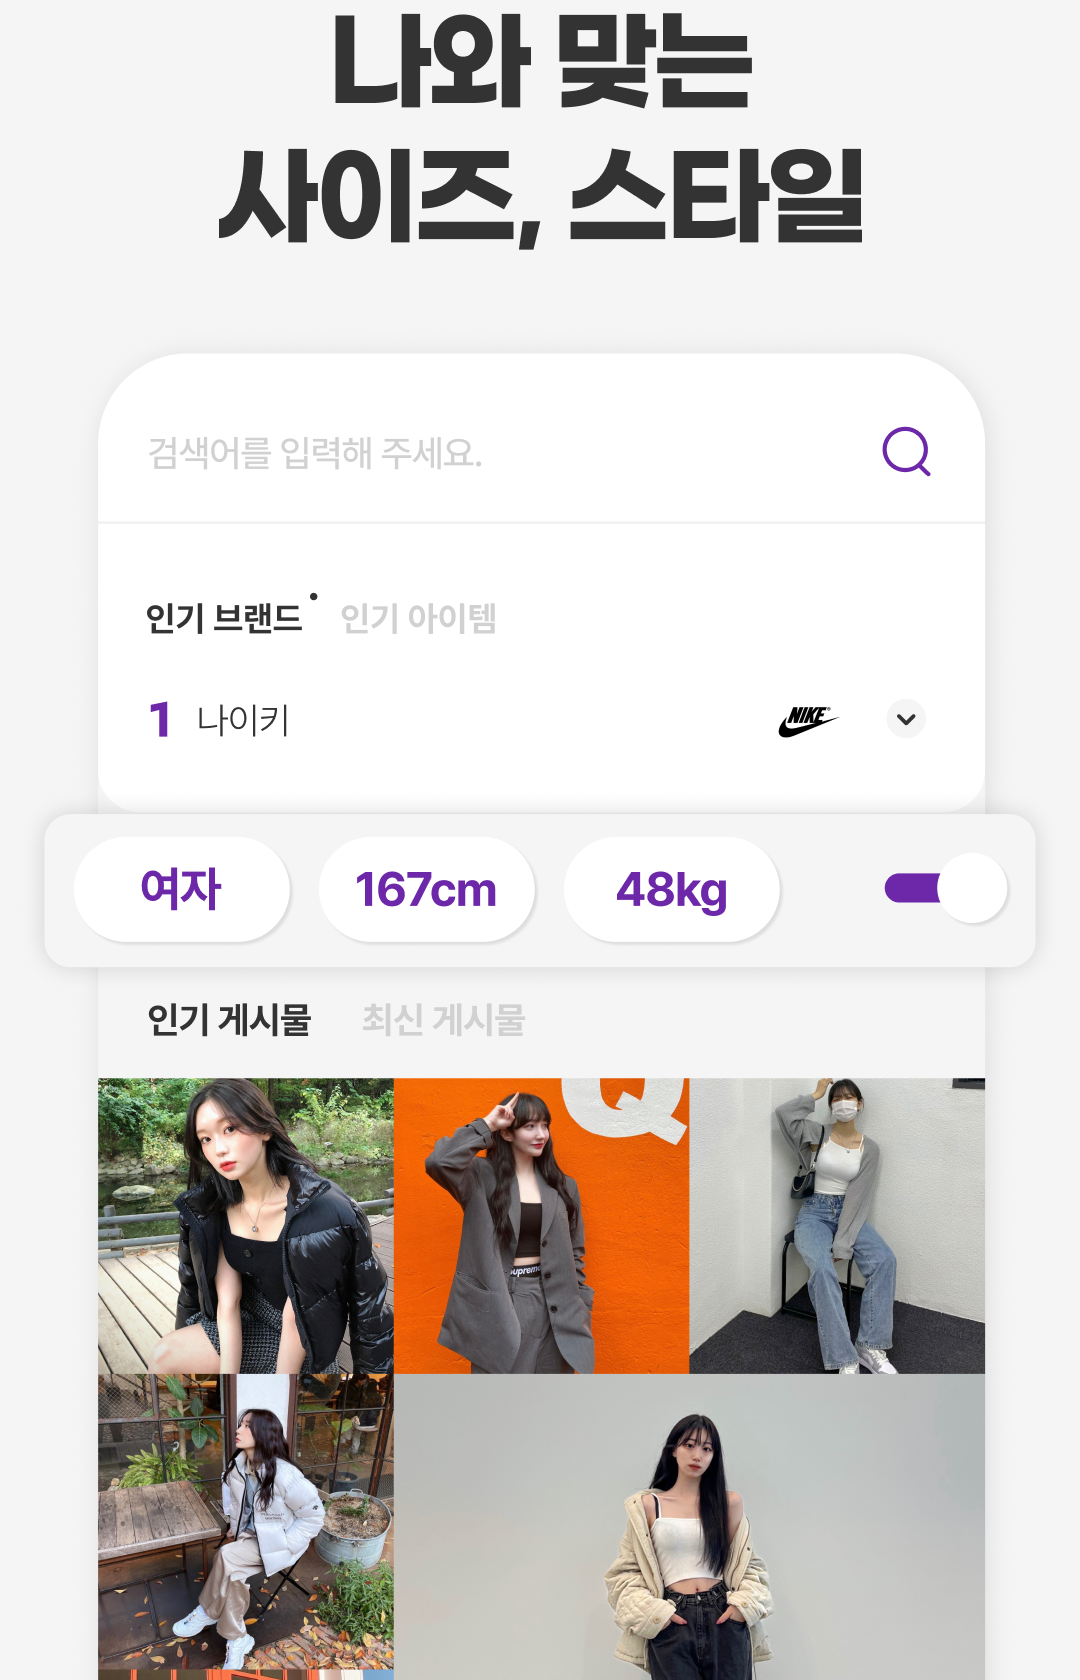 나와 맞는
사이즈, 스타일
검색어를 입력해 주세요.
인기 브랜드 인기 아이템
1 나이키 NIKE
여자 167cm 48kg
인기 게시물 최신 게시물
Q
Supreme